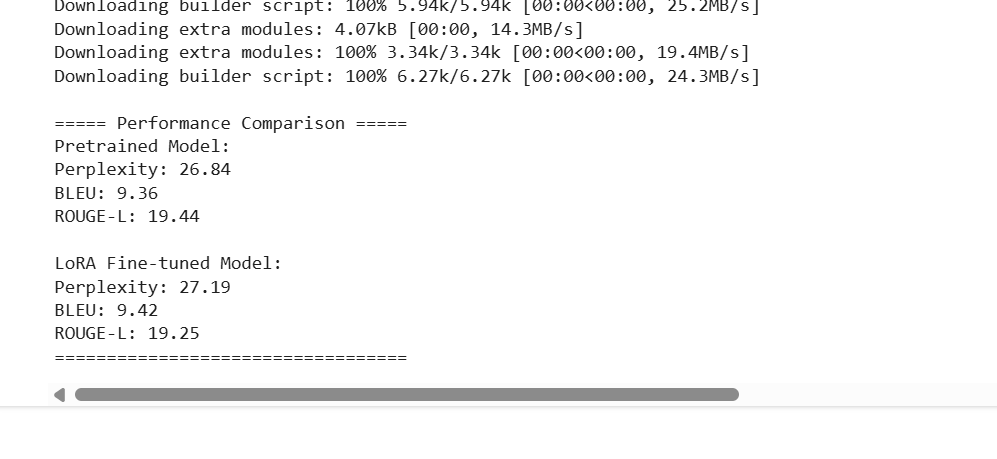 Downloading builder script: 100% 5.94k/5.94k [00:00<00:00, 25.2MB/s]
Downloading extra modules: 4.07kB [00:00, 14.3MB/s]
Downloading extra modules: 100% 3.34k/3.34k [00:00<00:00, 19.4MB/s]
Downloading builder script: 100% 6.27k/6.27k [00:00<00:00, 24.3MB/s]
===== Performance Comparison =====
Pretrained Model:
Perplexity: 26.84
BLEU: 9.36
ROUGE-L: 19.44
LoRA Fine-tuned Model:
Perplexity: 27.19
BLEU: 9.42
ROUGE-L: 19.25
==================================